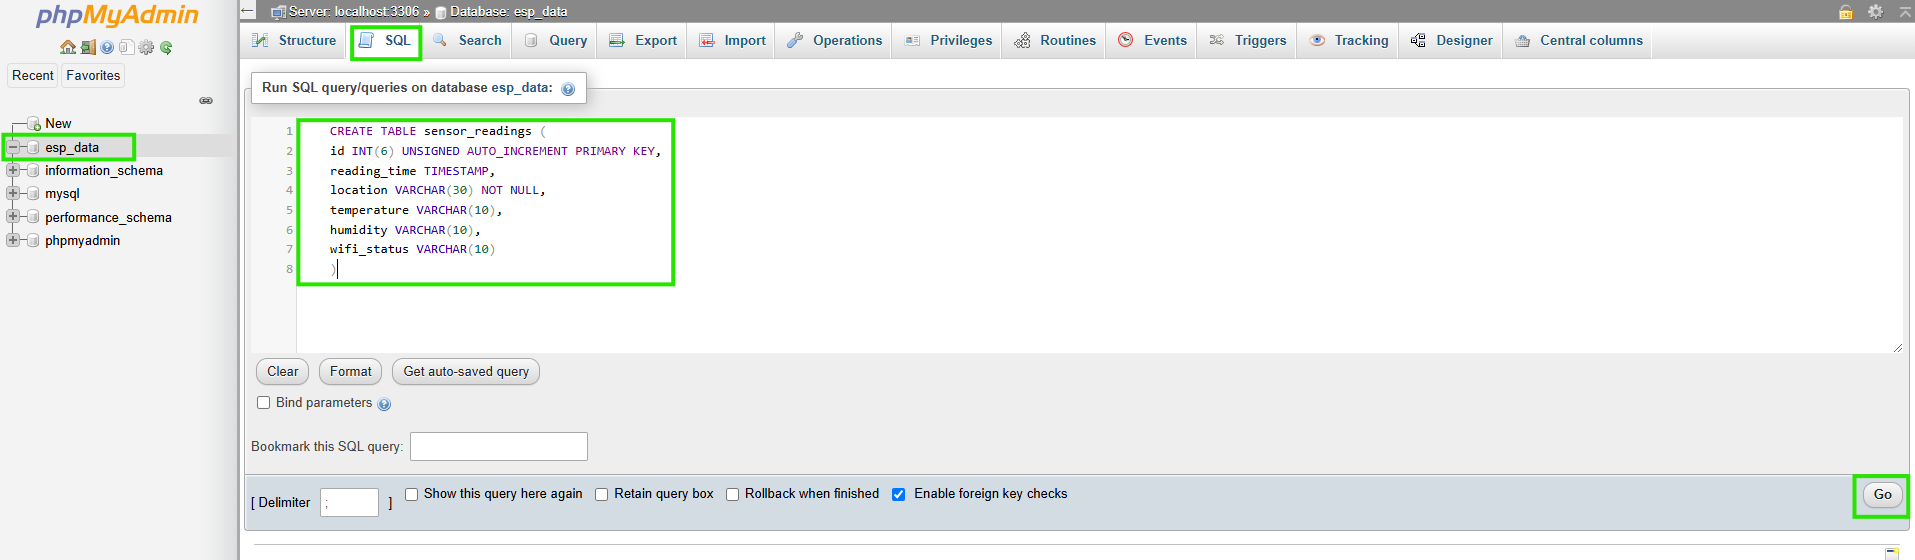 phpMyAdmin
Recent Favorites
New
esp_data
information_schema
mysql
performance_schema
phpmyadmin
Server: localhost:3306 » Database: esp_data
Structure SQL Search Query Export Import Operations Privileges Routines Events Triggers Tracking Designer Central columns
Run SQL query/queries on database esp_data:
1 CREATE TABLE sensor_readings (
2 id INT(6) UNSIGNED AUTO_INCREMENT PRIMARY KEY,
3 reading_time TIMESTAMP,
4 location VARCHAR(30) NOT NULL,
5 temperature VARCHAR(10),
6 humidity VARCHAR(10),
7 wifi_status VARCHAR(10)
8 )
Clear Format Get auto-saved query
Bind parameters
Bookmark this SQL query:
[ Delimiter ; ] Show this query here again Retain query box Rollback when finished Enable foreign key checks
Go